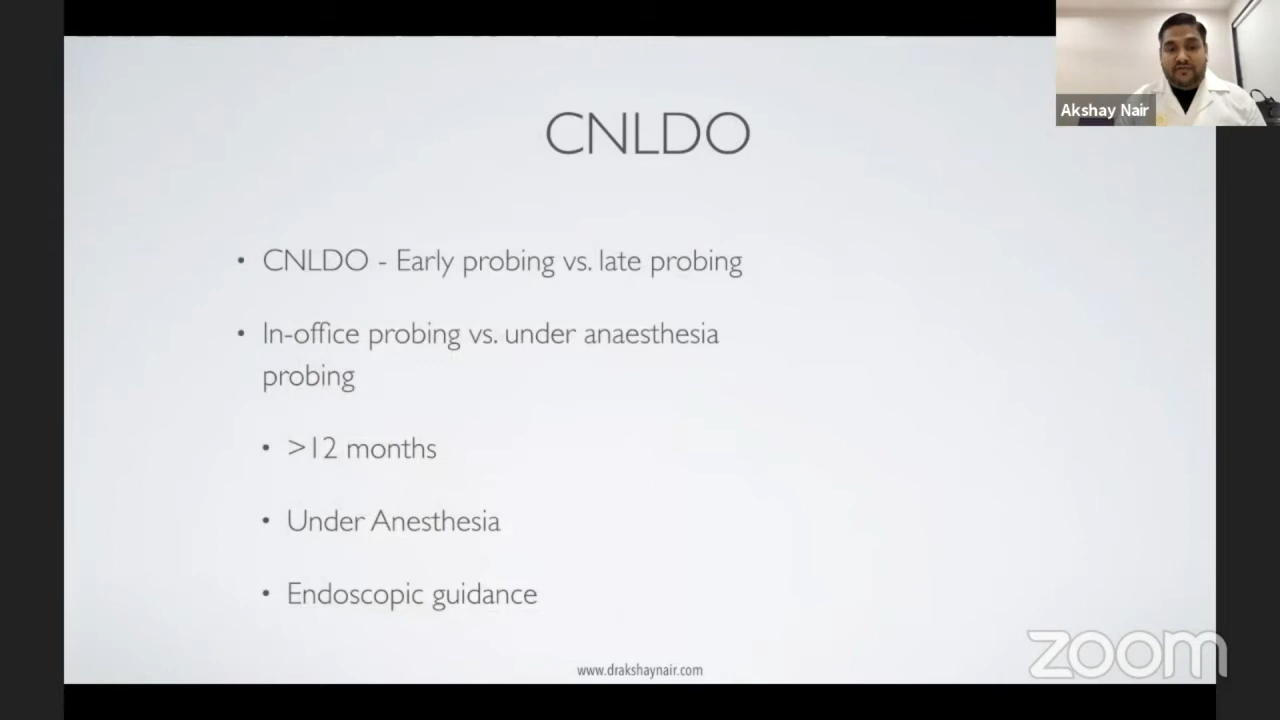 Akshay Nair
CNLDO
• CNLDO - Early probing vs. late probing
• In-office probing vs. under anaesthesia
probing
• >12 months
• Under Anesthesia
• Endoscopic guidance
www.drakshaynair.com
zoom